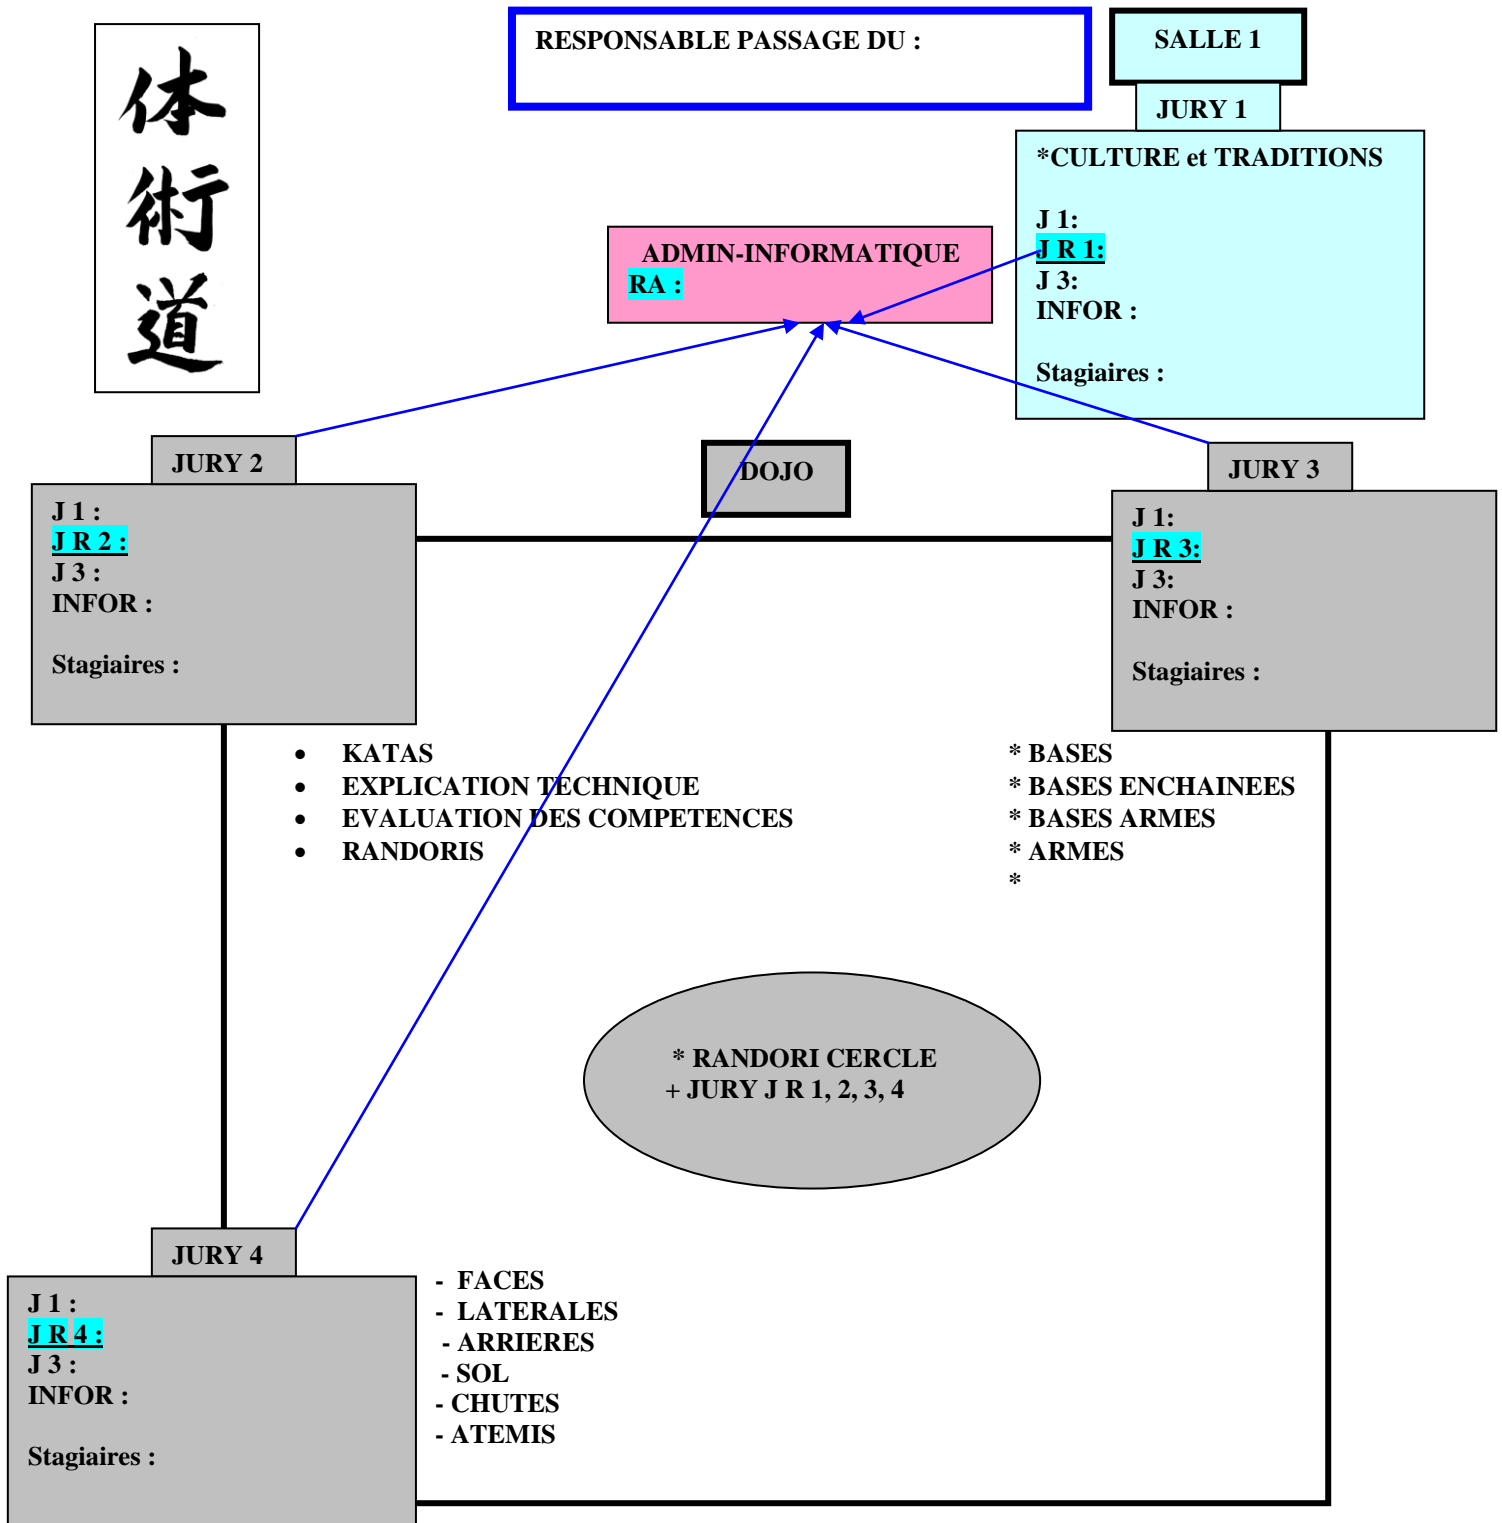 体
術
道
RESPONSABLE PASSAGE DU :
SALLE 1
JURY 1
*CULTURE et TRADITIONS
J 1:
J R 1:
J 3:
INFOR :
Stagiaires :
ADMIN-INFORMATIQUE
RA :
JURY 2
J 1 :
J R 2 :
J 3 :
INFOR :
Stagiaires :
DOJO
JURY 3
J 1:
J R 3:
J 3:
INFOR :
Stagiaires :
• KATAS
• EXPLICATION TECHNIQUE
• EVALUATION DES COMPETENCES
• RANDORIS
* BASES
* BASES ENCHAINEES
* BASES ARMES
* ARMES
*
* RANDORI CERCLE
+ JURY J R 1, 2, 3, 4
JURY 4
J 1 :
J R 4 :
J 3 :
INFOR :
Stagiaires :
- FACES
- LATERALES
- ARRIERES
- SOL
- CHUTES
- ATEMIS